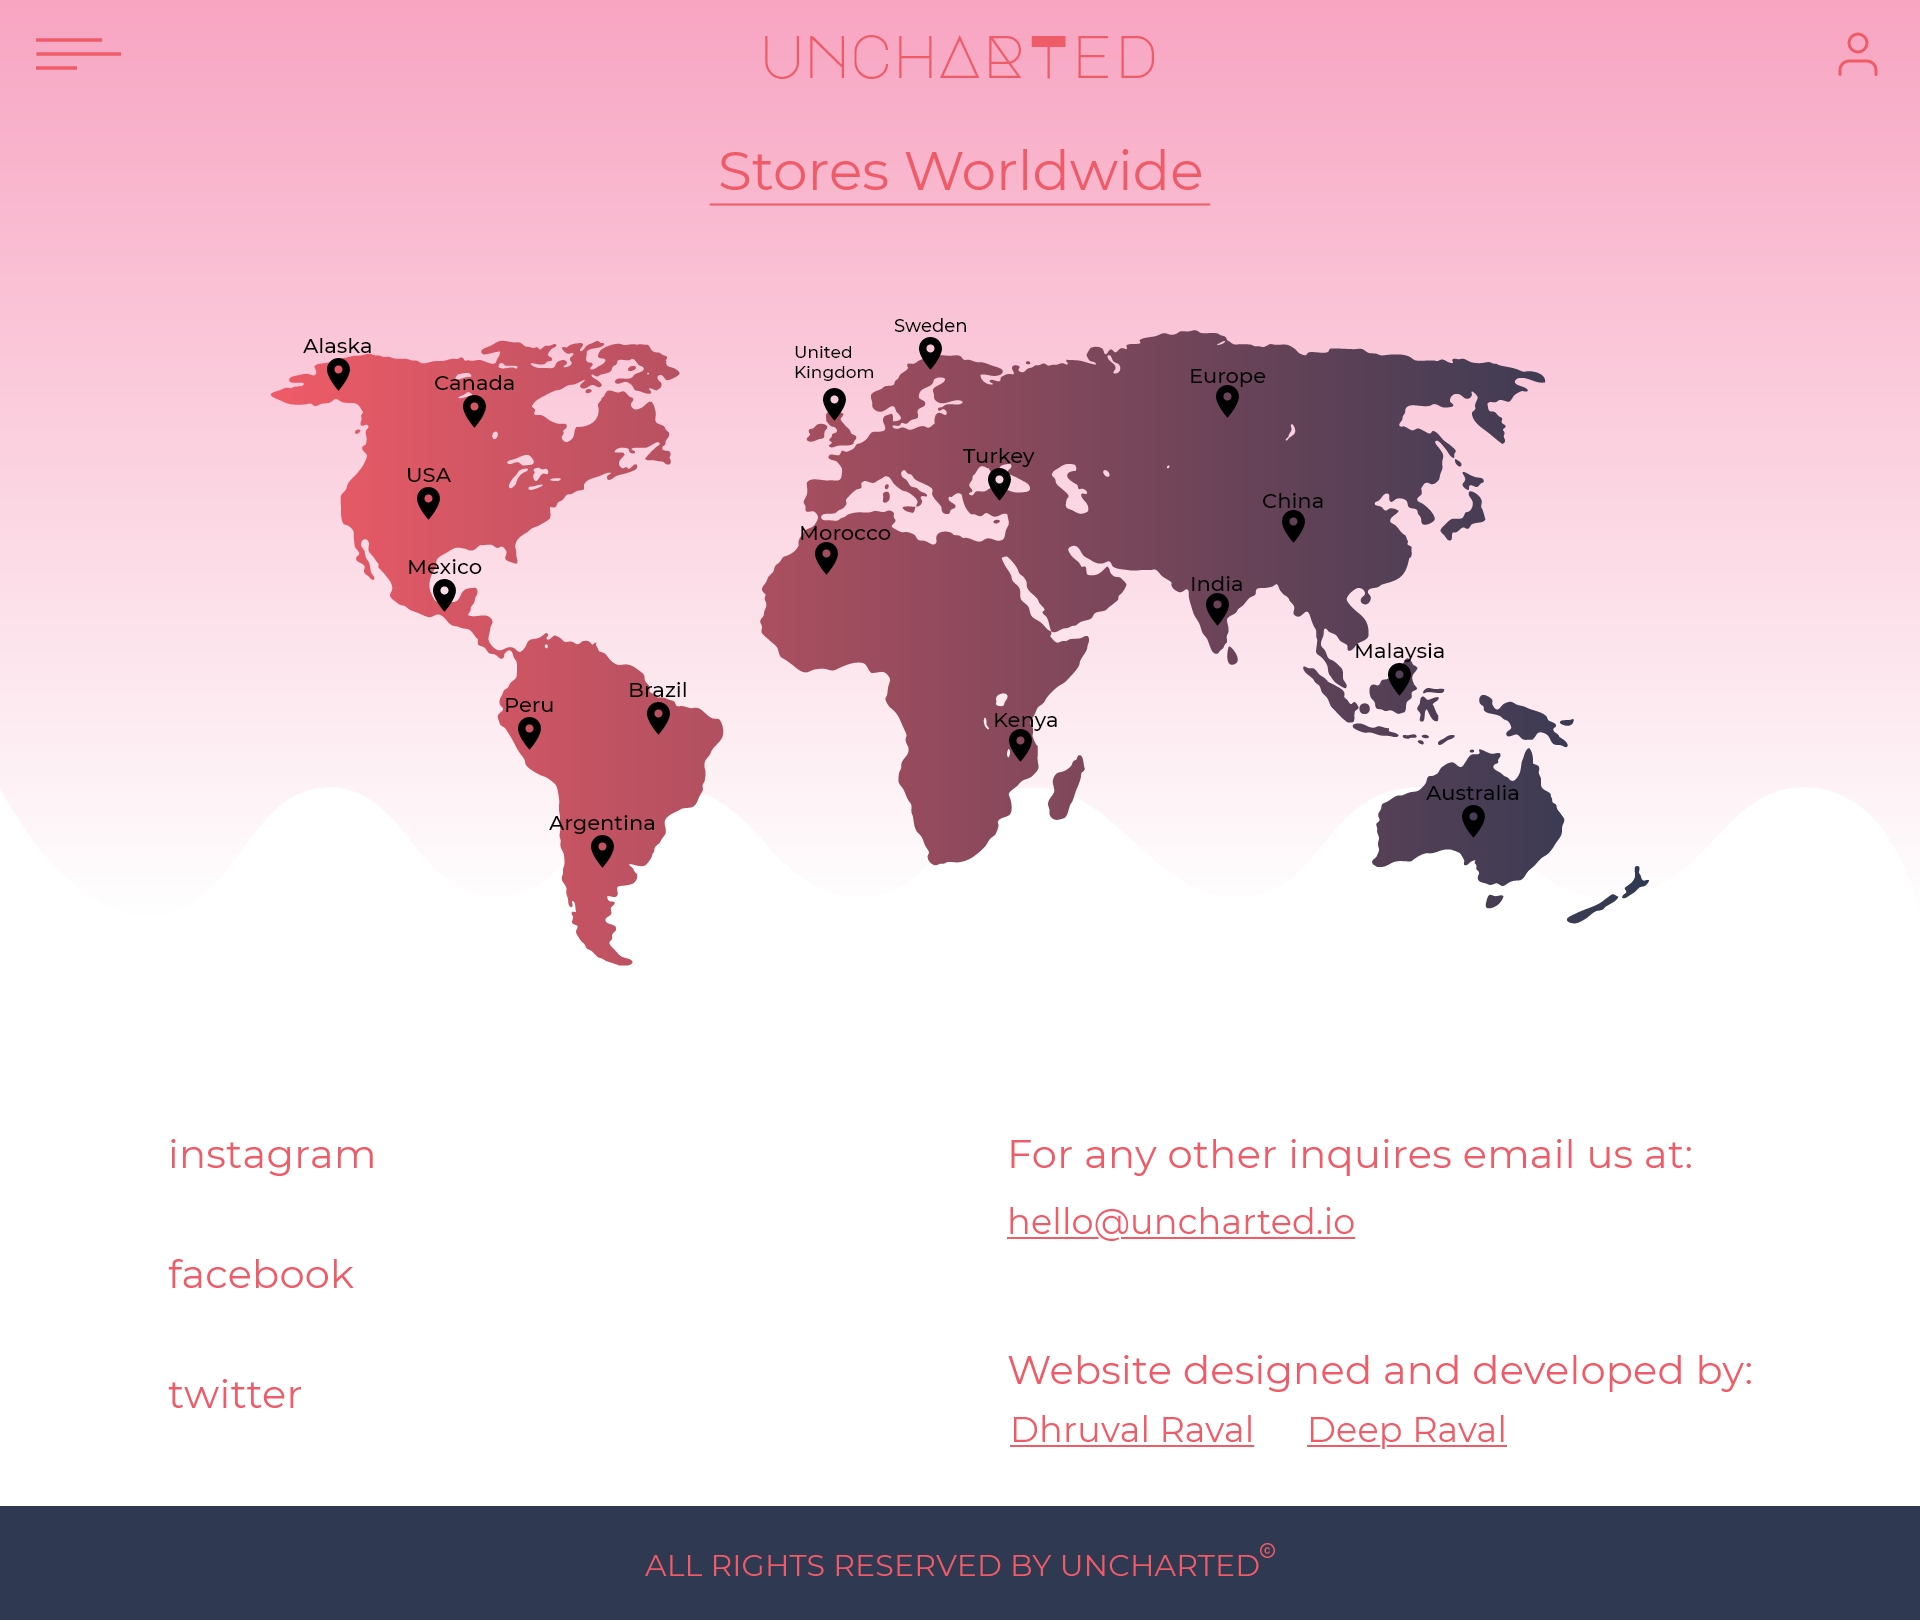 UNCHARTED
Stores Worldwide
Sweden
Alaska
United
Kingdom
Canada
Europe
Turkey
USA
China
Morocco
Mexico
India
Malaysia
Brazil
Peru
Kenya
Australia
Argentina
instagram
facebook
twitter
For any other inquires email us at:
hello@uncharted.io
Website designed and developed by:
Dhruval Raval Deep Raval
ALL RIGHTS RESERVED BY UNCHARTED©